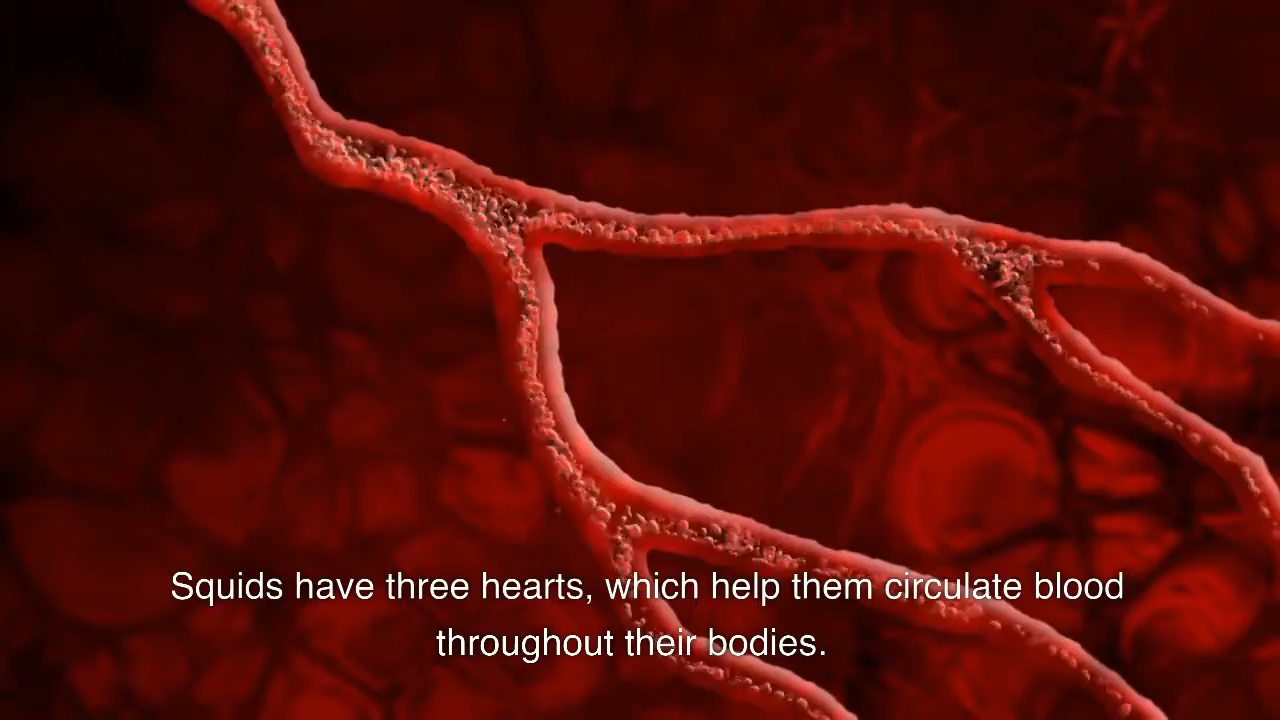 Squids have three hearts, which help them circulate blood
throughout their bodies.